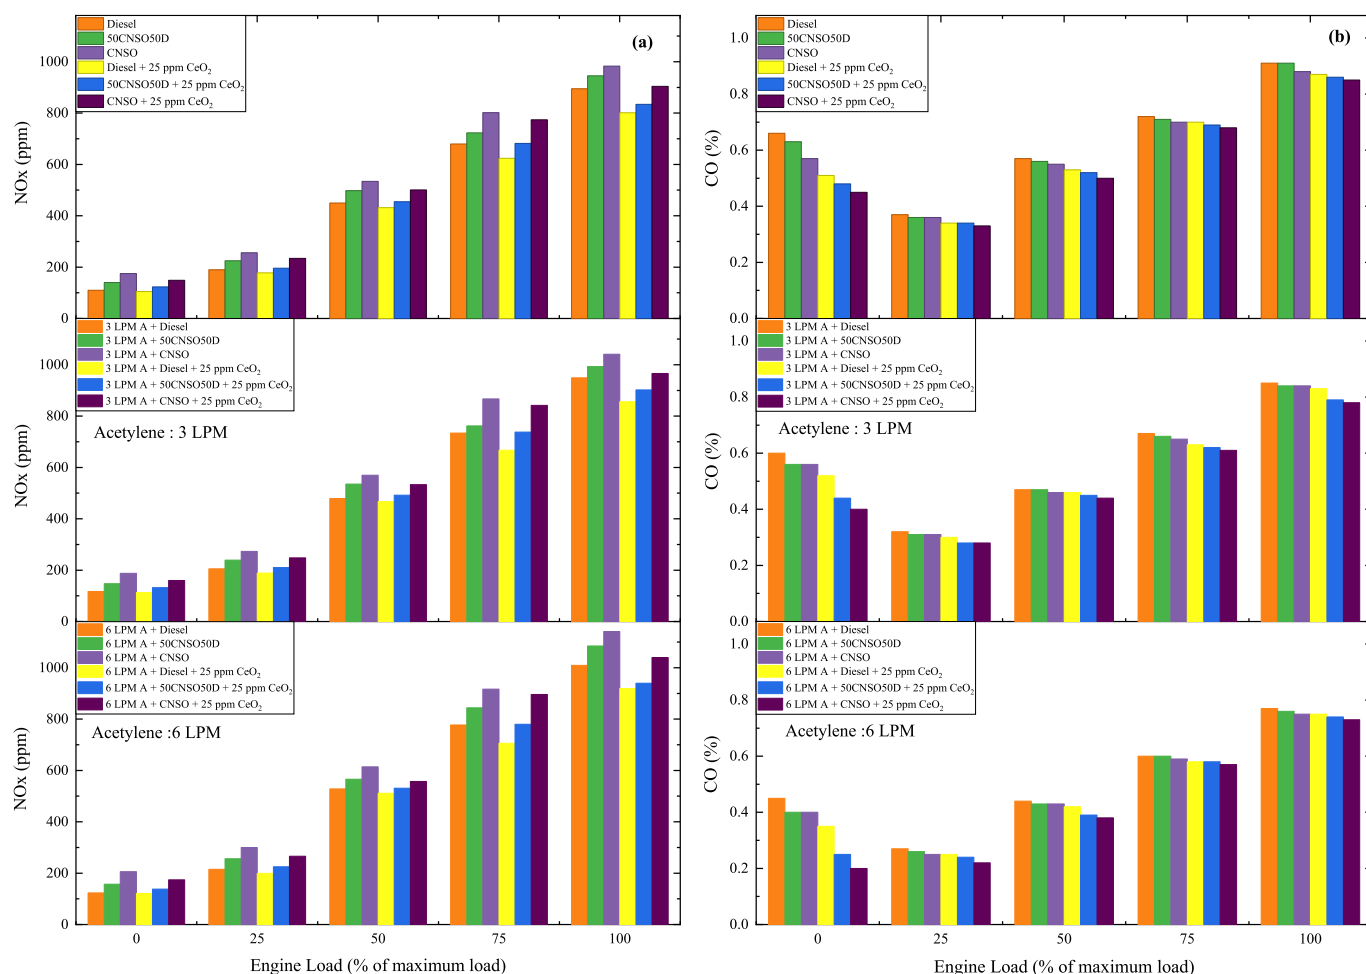 (a)
Diesel
50CNSO50D
CNSO
Diesel + 25 ppm CeO₂
50CNSO50D + 25 ppm CeO₂
CNSO + 25 ppm CeO₂
NOx (ppm)
1000
800
600
400
200
0
3 LPM A + Diesel
3 LPM A + 50CNSO50D
3 LPM A + CNSO
3 LPM A + Diesel + 25 ppm CeO₂
3 LPM A + 50CNSO50D + 25 ppm CeO₂
3 LPM A + CNSO + 25 ppm CeO₂
Acetylene : 3 LPM
NOx (ppm)
1000
800
600
400
200
0
6 LPM A + Diesel
6 LPM A + 50CNSO50D
6 LPM A + CNSO
6 LPM A + Diesel + 25 ppm CeO₂
6 LPM A + 50CNSO50D + 25 ppm CeO₂
6 LPM A + CNSO + 25 ppm CeO₂
Acetylene :6 LPM
NOx (ppm)
1000
800
600
400
200
0
0 25 50 75 100
Engine Load (% of maximum load)
(b)
Diesel
50CNSO50D
CNSO
Diesel + 25 ppm CeO₂
50CNSO50D + 25 ppm CeO₂
CNSO + 25 ppm CeO₂
CO (%)
1.0
0.8
0.6
0.4
0.2
0.0
3 LPM A + Diesel
3 LPM A + 50CNSO50D
3 LPM A + CNSO
3 LPM A + Diesel + 25 ppm CeO₂
3 LPM A + 50CNSO50D + 25 ppm CeO₂
3 LPM A + CNSO + 25 ppm CeO₂
Acetylene : 3 LPM
CO (%)
1.0
0.8
0.6
0.4
0.2
0.0
6 LPM A + Diesel
6 LPM A + 50CNSO50D
6 LPM A + CNSO
6 LPM A + Diesel + 25 ppm CeO₂
6 LPM A + 50CNSO50D + 25 ppm CeO₂
6 LPM A + CNSO + 25 ppm CeO₂
Acetylene :6 LPM
CO (%)
1.0
0.8
0.6
0.4
0.2
0.0
0 25 50 75 100
Engine Load (% of maximum load)